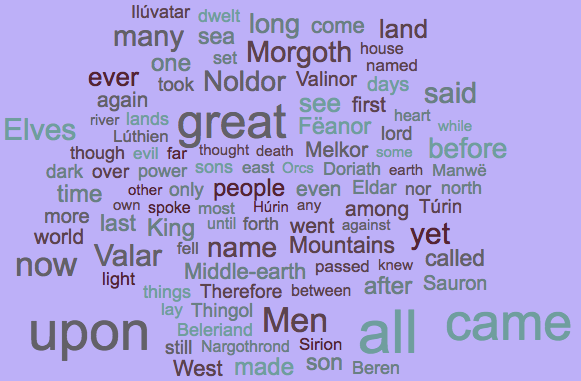 Ilúvatar dwelt long come land
many sea Morgoth house
one set named
ever took Noldor Valinor days
again see first said
river lands great Fëanor heart while
Elves Lúthien lord
though evil far thought death Melkor some before
dark over power sons east Orcs Doriath earth Manwë
time other only people even Eldar nor north
own spoke most Húrin any among Túrin
more last King until forth went against yet
world
now Valar fell name Mountains called
light Middle-earth passed knew after Sauron
things Therefore between
lay Thingol
upon Beleriand Men all came
still Nargothrond Sirion
West made son Beren